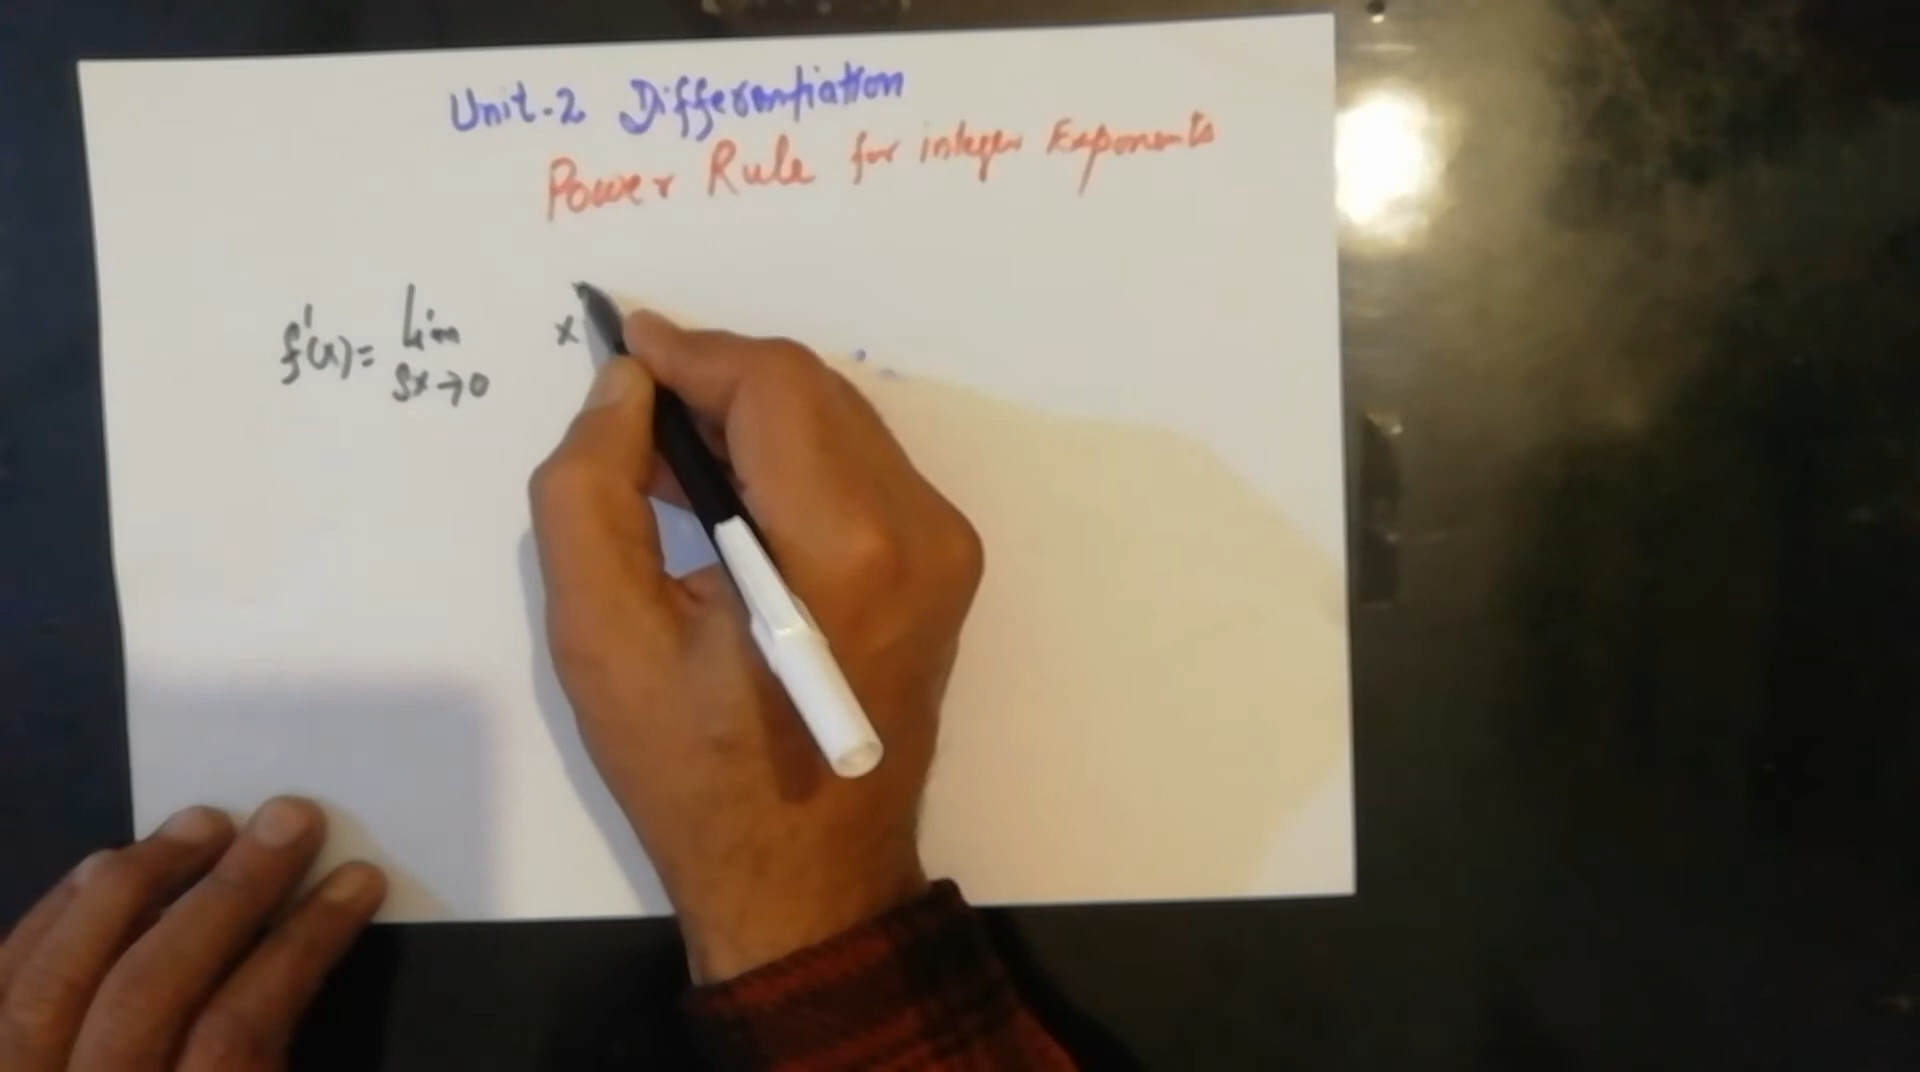 Unit-2 Differentiation
Power Rule for integer Exponents
f'(x) = lim x
δx→0